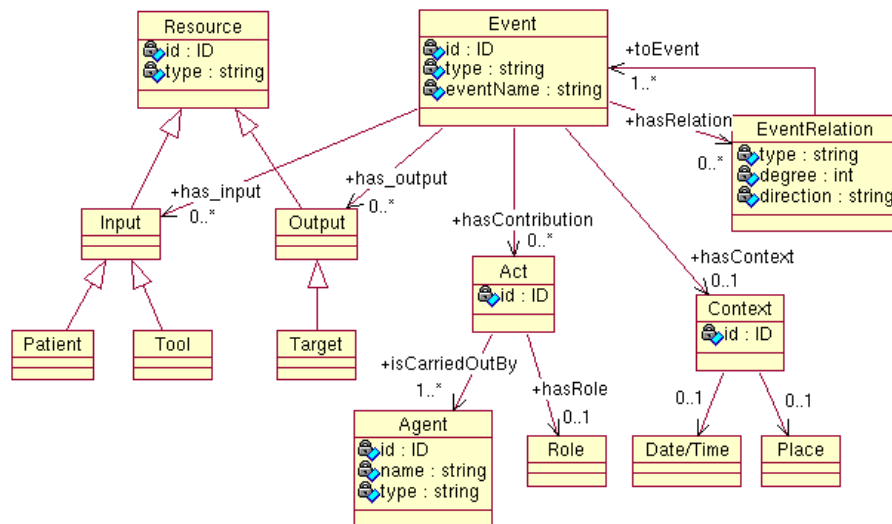 Resource
id : ID
type : string
Event
id : ID
type : string
eventName : string
+toEvent
1..*
+hasRelation
0..*
EventRelation
type : string
degree : int
direction : string
+has_input
0..*
+has_output
0..*
+hasContribution
0..*
+hasContext
0..1
Input
Output
Act
id : ID
Context
id : ID
Patient
Tool
Target
+isCarriedOutBy
1..*
+hasRole
0..1
0..1
0..1
Agent
id : ID
name : string
type : string
Role
Date/Time
Place